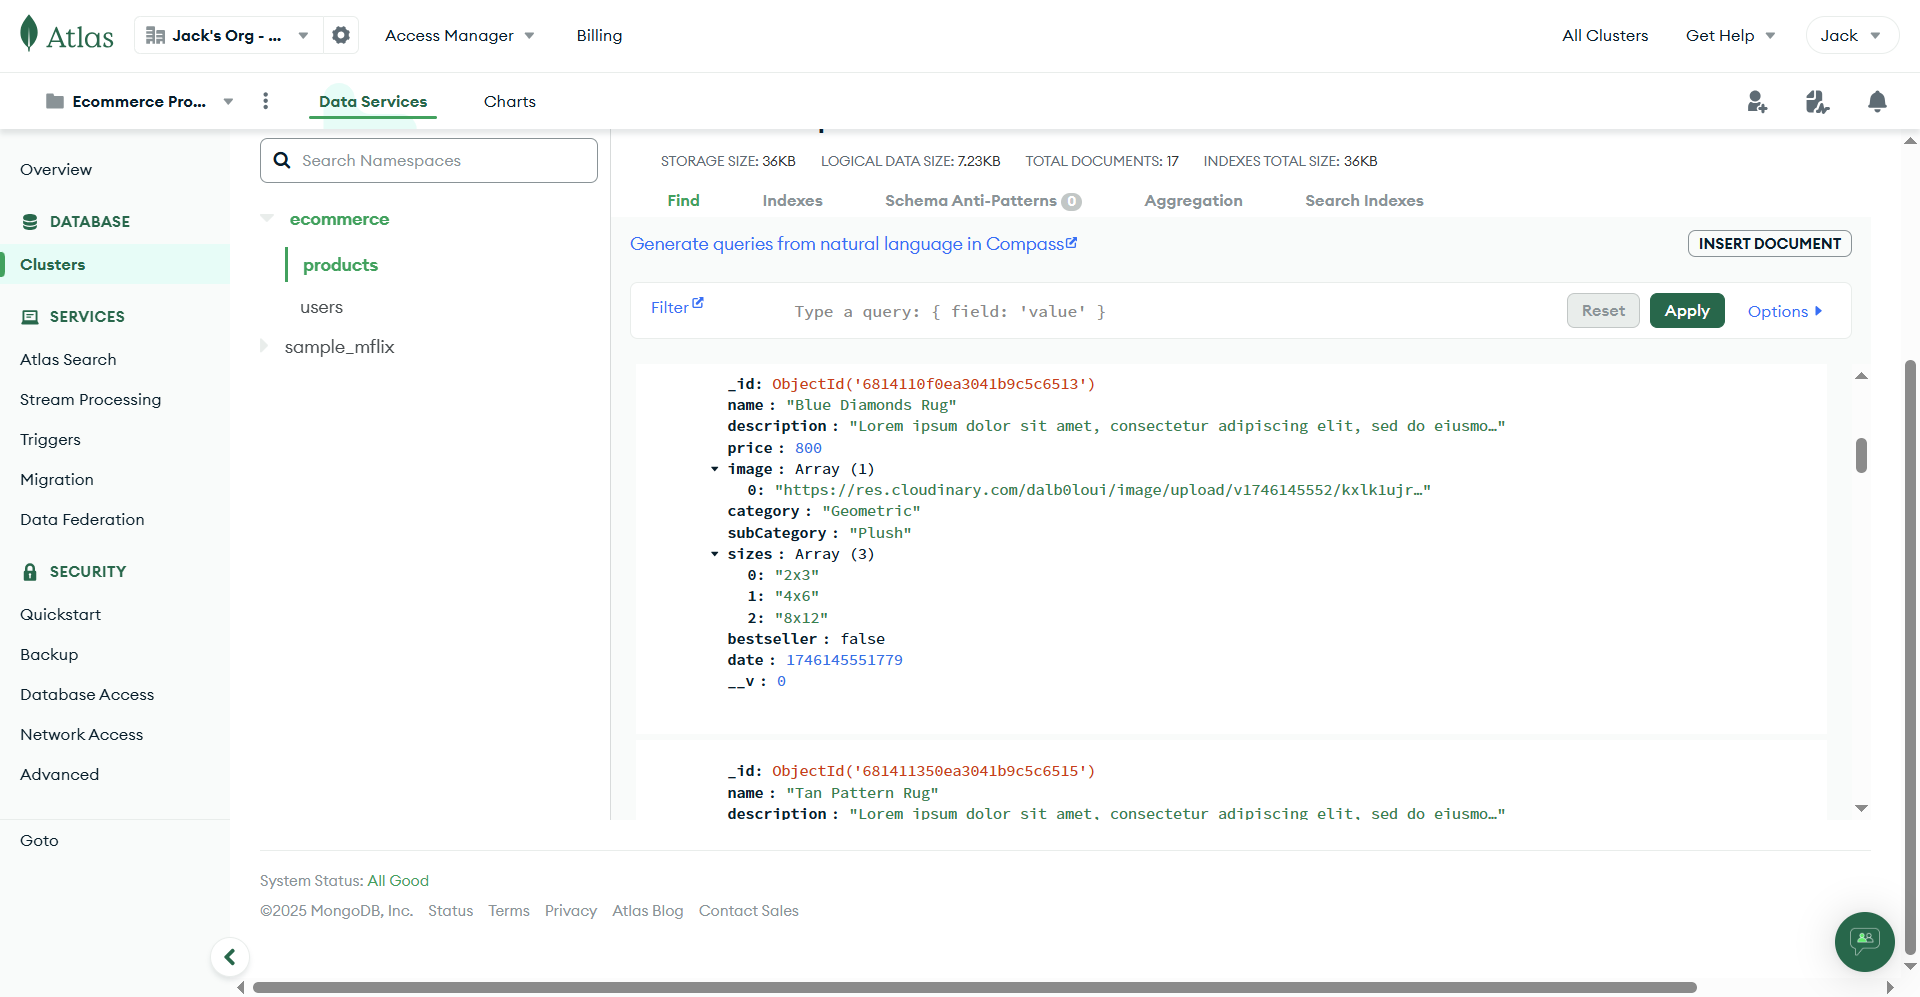 Atlas
Jack's Org - ...
Access Manager
Billing
All Clusters
Get Help
Jack
Ecommerce Pro...
Data Services
Charts
Overview
DATABASE
Clusters
SERVICES
Atlas Search
Stream Processing
Triggers
Migration
Data Federation
SECURITY
Quickstart
Backup
Database Access
Network Access
Advanced
Goto
Search Namespaces
ecommerce
products
users
sample_mflix
STORAGE SIZE: 36KB LOGICAL DATA SIZE: 7.23KB TOTAL DOCUMENTS: 17 INDEXES TOTAL SIZE: 36KB
Find Indexes Schema Anti-Patterns 0 Aggregation Search Indexes
Generate queries from natural language in Compass
INSERT DOCUMENT
Filter
Type a query: { field: 'value' }
Reset
Apply
Options
_id: ObjectId('6814110f0ea3041b9c5c6513')
name : "Blue Diamonds Rug"
description : "Lorem ipsum dolor sit amet, consectetur adipiscing elit, sed do eiusmo…"
price : 800
image : Array (1)
0: "https://res.cloudinary.com/dalb0loui/image/upload/v1746145552/kxlk1ujr…"
category : "Geometric"
subCategory : "Plush"
sizes : Array (3)
0: "2x3"
1: "4x6"
2: "8x12"
bestseller : false
date : 1746145551779
__v : 0
_id: ObjectId('681411350ea3041b9c5c6515')
name : "Tan Pattern Rug"
description : "Lorem ipsum dolor sit amet, consectetur adipiscing elit, sed do eiusmo…"
System Status: All Good
©2025 MongoDB, Inc. Status Terms Privacy Atlas Blog Contact Sales